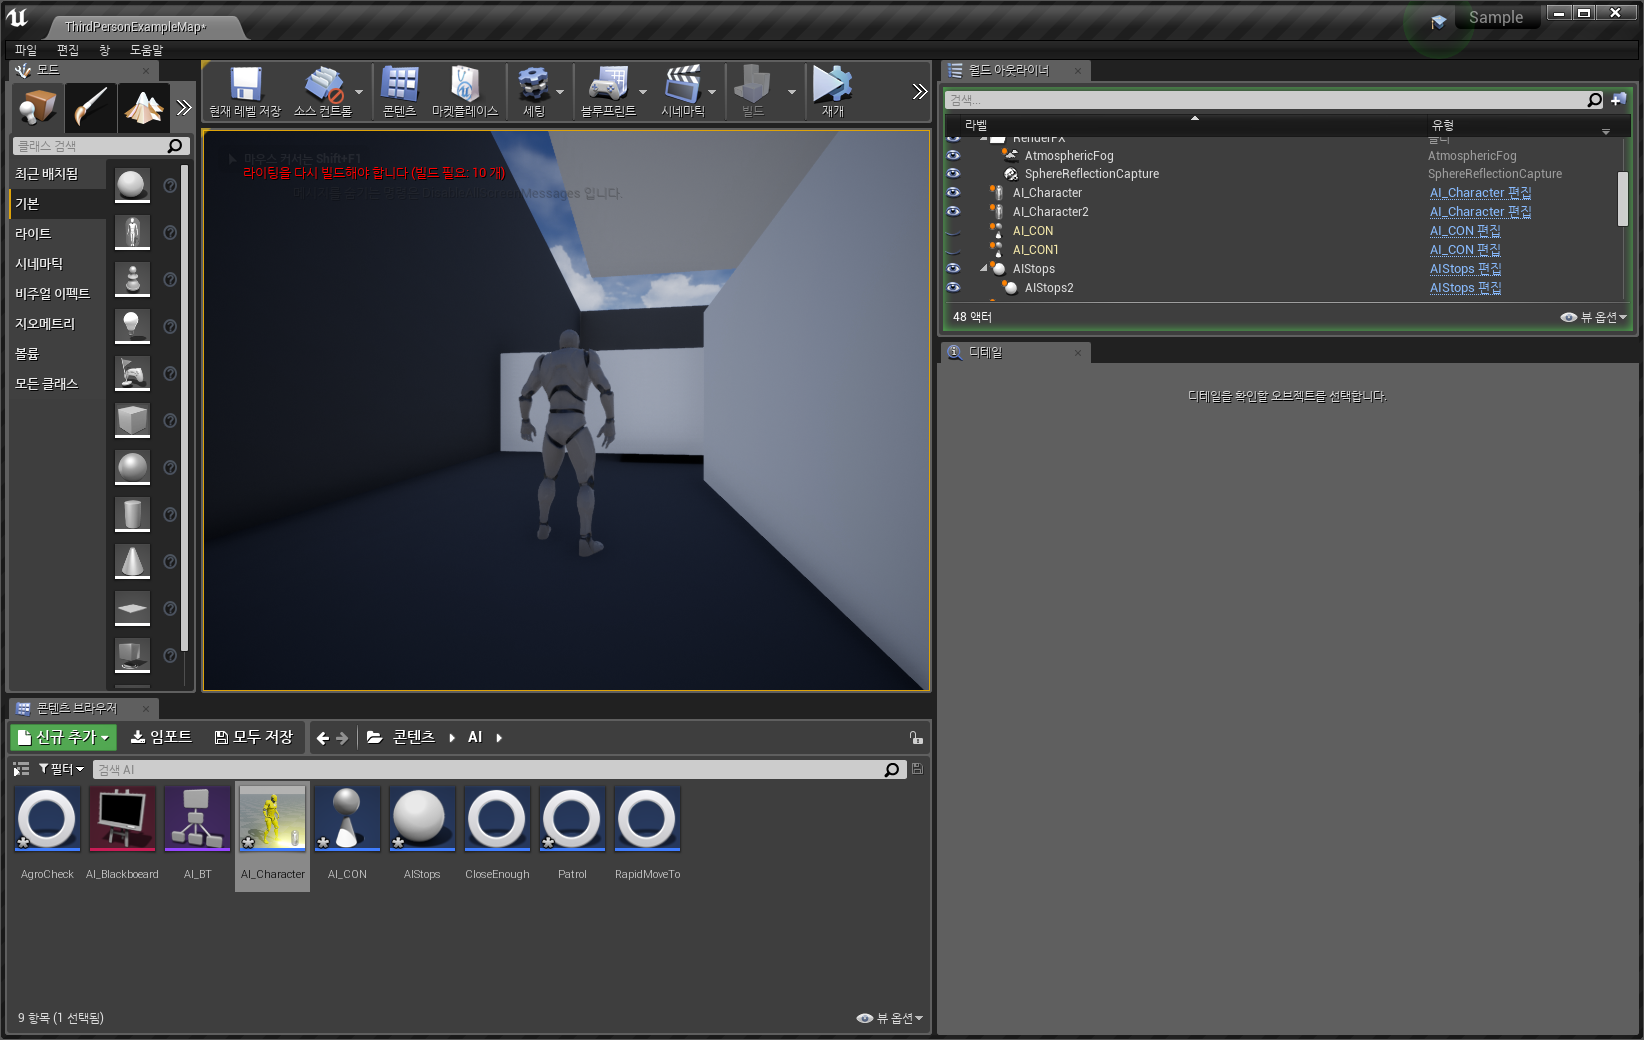 ThirdPersonExampleMap*
Sample
파일 편집 창 도움말
모드
현재 레벨 저장 소스 컨트롤 콘텐츠 마켓플레이스 세팅 블루프린트 시네마틱 빌드 재개
클래스 검색
최근 배치됨
기본
라이트
시네마틱
비주얼 이펙트
지오메트리
볼륨
모든 클래스
마우스 커서는 Shift+F1
라이팅을 다시 빌드해야 합니다 (빌드 필요: 10 개)
Messages 입니다.
월드 아웃라이너
검색...
라벨 유형
RenderFX 폴더
AtmosphericFog AtmosphericFog
SphereReflectionCapture SphereReflectionCapture
AI_Character AI_Character 편집
AI_Character2 AI_Character 편집
AI_CON AI_CON 편집
AI_CON1 AI_CON 편집
AIStops AIStops 편집
AIStops2 AIStops 편집
48 액터 뷰 옵션
디테일
디테일을 확인할 오브젝트를 선택합니다.
콘텐츠 브라우저
신규 추가 임포트 모두 저장 콘텐츠 AI
필터 검색 AI
AgroCheck AI_Blackboeard AI_BT AI_Character AI_CON AIStops CloseEnough Patrol RapidMoveTo
9 항목 (1 선택됨) 뷰 옵션